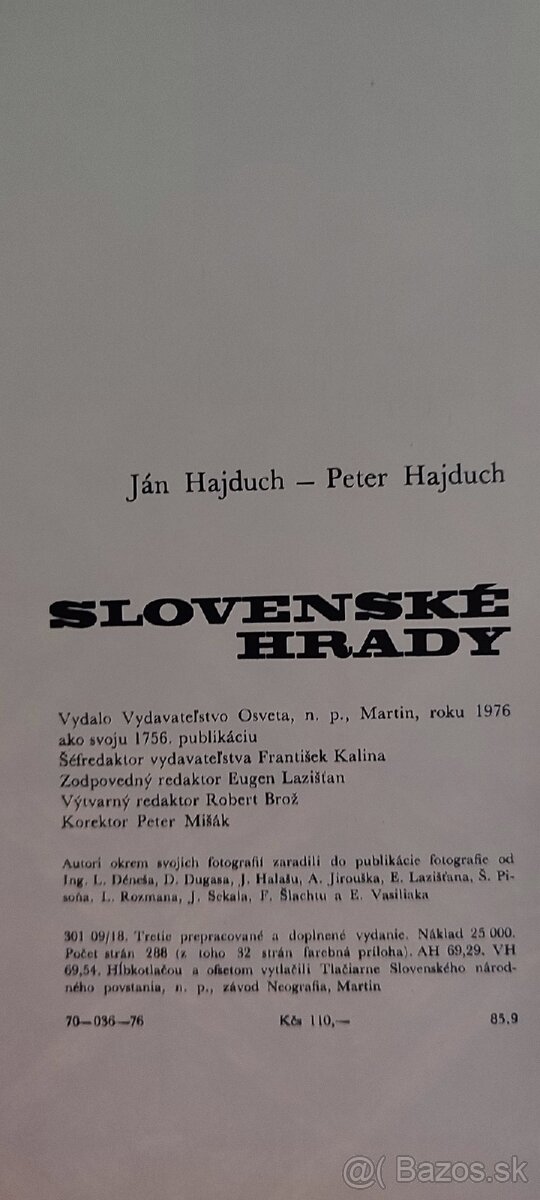 Ján Hajduch – Peter Hajduch
SLOVENSKÉ
HRADY
Vydalo Vydavateľstvo Osveta, n. p., Martin, roku 1976
ako svoju 1756. publikáciu
Šéfredaktor vydavateľstva František Kalina
Zodpovedný redaktor Eugen Lazišťan
Výtvarný redaktor Robert Brož
Korektor Peter Mišák
Autori okrem svojich fotografií zaradili do publikácie fotografie od
Ing. L. Déneša, D. Dugasa, J. Halašu, A. Jirouška, E. Lazišťana, Š. Pi-
soňa, L. Rozmana, J. Sekala, F. Šlachtu a E. Vasiliaka
301 09/18. Tretie prepracované a doplnené vydanie. Náklad 25 000.
Počet strán 288 (z toho 32 strán farebná príloha). AH 69,29. VH
69,54. Hĺbkotlačou a ofsetom vytlačili Tlačiarne Slovenského národ-
ného povstania, n. p., závod Neografia, Martin
70—036—76 Kčs 110,— 85.9
@( Bazos.sk